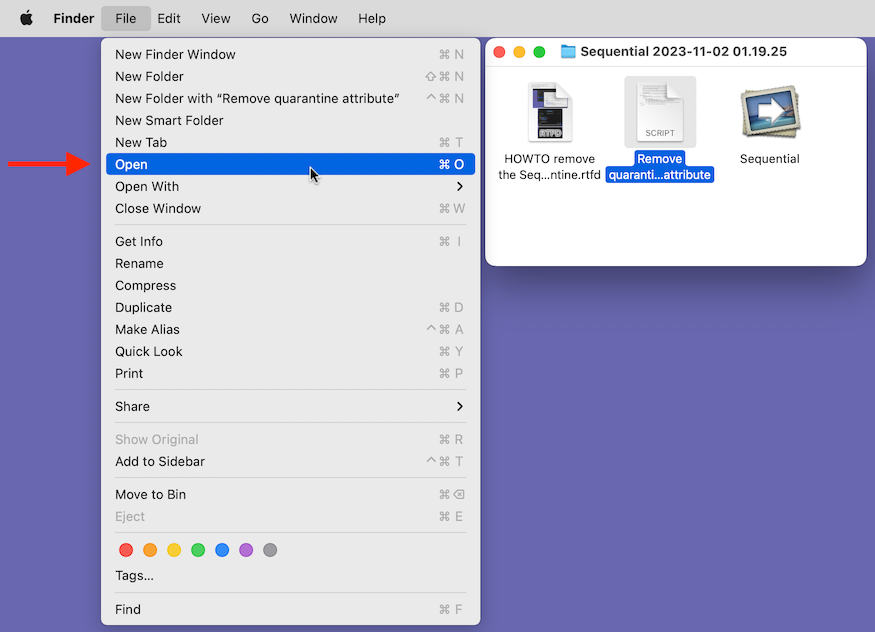 Finder File Edit View Go Window Help
New Finder Window ⌘ N
New Folder ⇧⌘ N
New Folder with “Remove quarantine attribute” ^⌘ N
New Smart Folder
New Tab ⌘ T
Open ⌘ O
Open With
Close Window ⌘ W
Get Info ⌘ I
Rename
Compress
Duplicate ⌘ D
Make Alias ^⌘ A
Quick Look ⌘ Y
Print ⌘ P
Share
Show Original ⌘ R
Add to Sidebar ^⌘ T
Move to Bin ⌘⌫
Eject ⌘ E
Tags...
Find ⌘ F
Sequential 2023-11-02 01.19.25
RTFD
HOWTO remove
the Seq...ntine.rtfd
SCRIPT
Remove
quaranti...attribute
Sequential